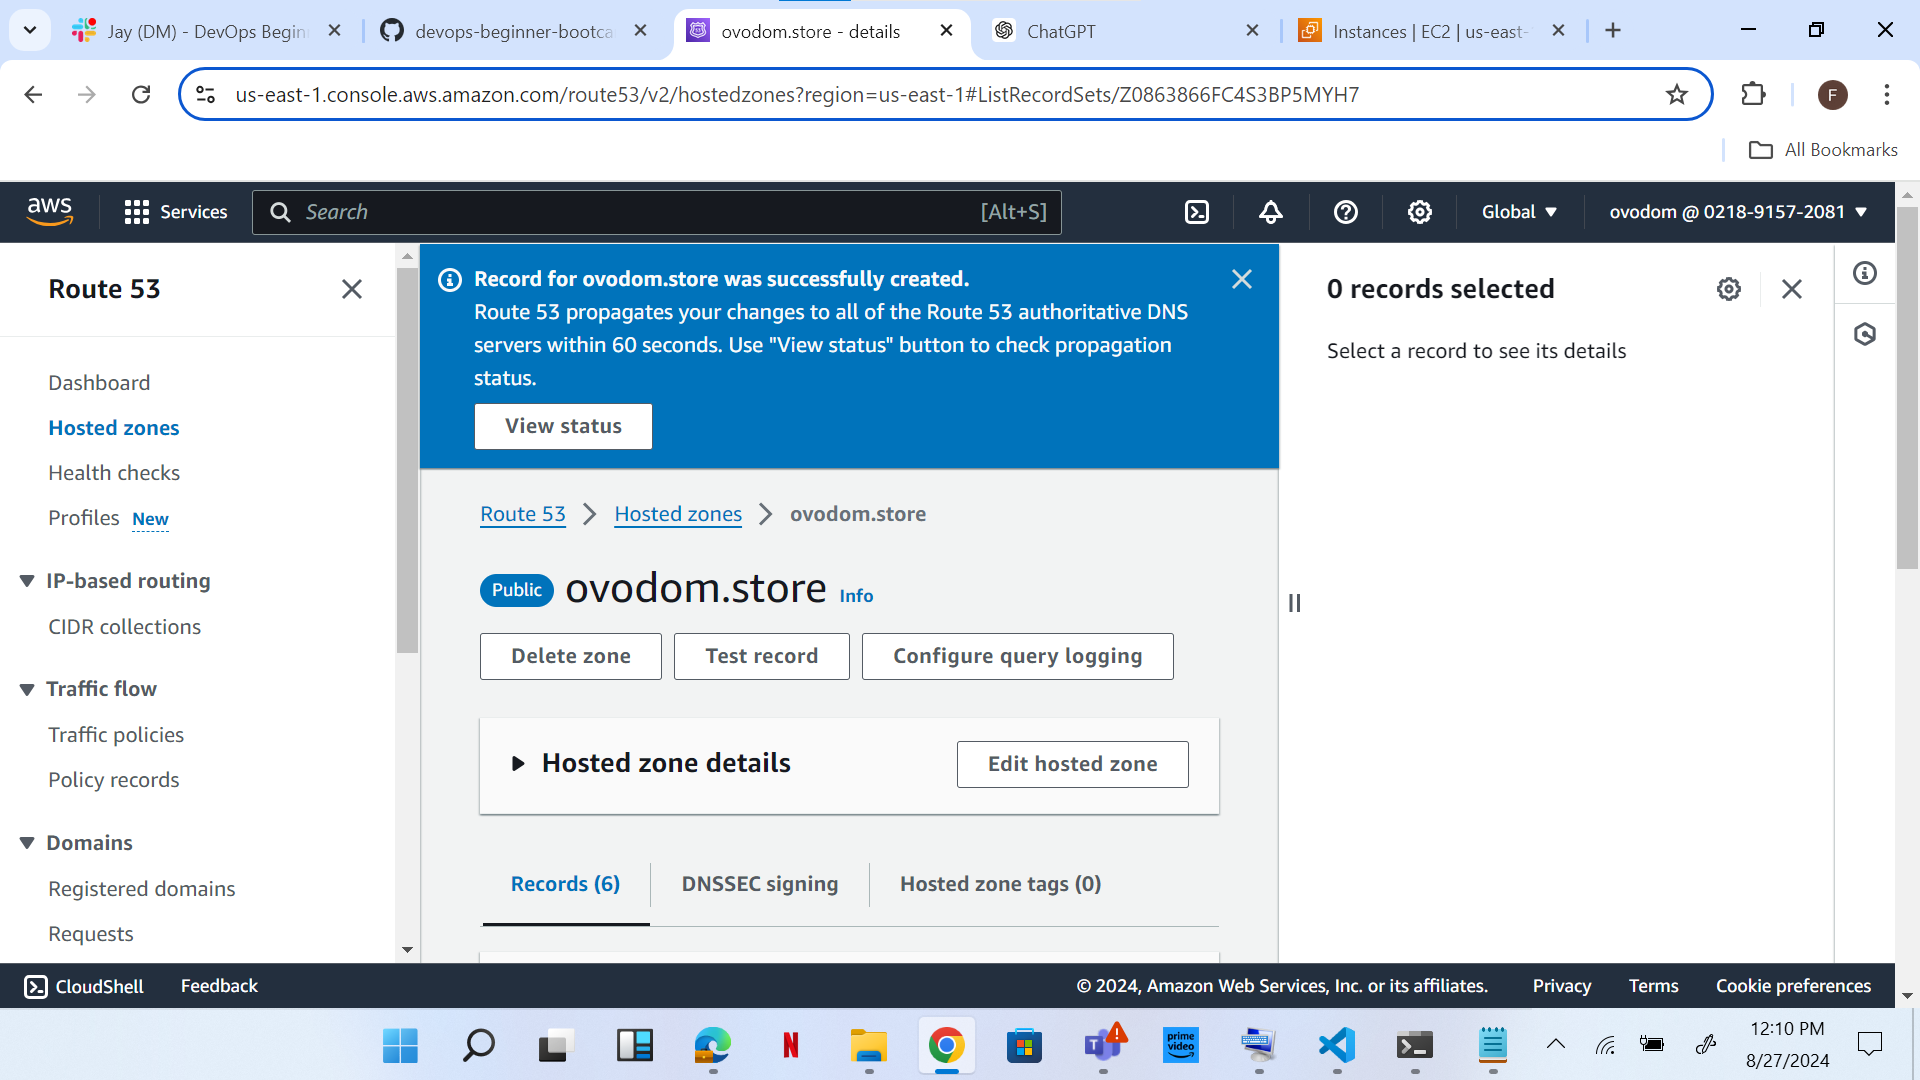 Jay (DM) - DevOps Begin
devops-beginner-bootca
ovodom.store - details
ChatGPT
Instances | EC2 | us-east-
us-east-1.console.aws.amazon.com/route53/v2/hostedzones?region=us-east-1#ListRecordSets/Z0863866FC4S3BP5MYH7
F
All Bookmarks
aws
Services
Search
[Alt+S]
Global
ovodom @ 0218-9157-2081
Route 53
Dashboard
Hosted zones
Health checks
Profiles New
IP-based routing
CIDR collections
Traffic flow
Traffic policies
Policy records
Domains
Registered domains
Requests
Record for ovodom.store was successfully created.
Route 53 propagates your changes to all of the Route 53 authoritative DNS
servers within 60 seconds. Use "View status" button to check propagation
status.
View status
Route 53
Hosted zones
ovodom.store
Public
ovodom.store
Info
Delete zone
Test record
Configure query logging
Hosted zone details
Edit hosted zone
Records (6)
DNSSEC signing
Hosted zone tags (0)
0 records selected
Select a record to see its details
CloudShell
Feedback
© 2024, Amazon Web Services, Inc. or its affiliates.
Privacy
Terms
Cookie preferences
N
T
prime
video
12:10 PM
8/27/2024